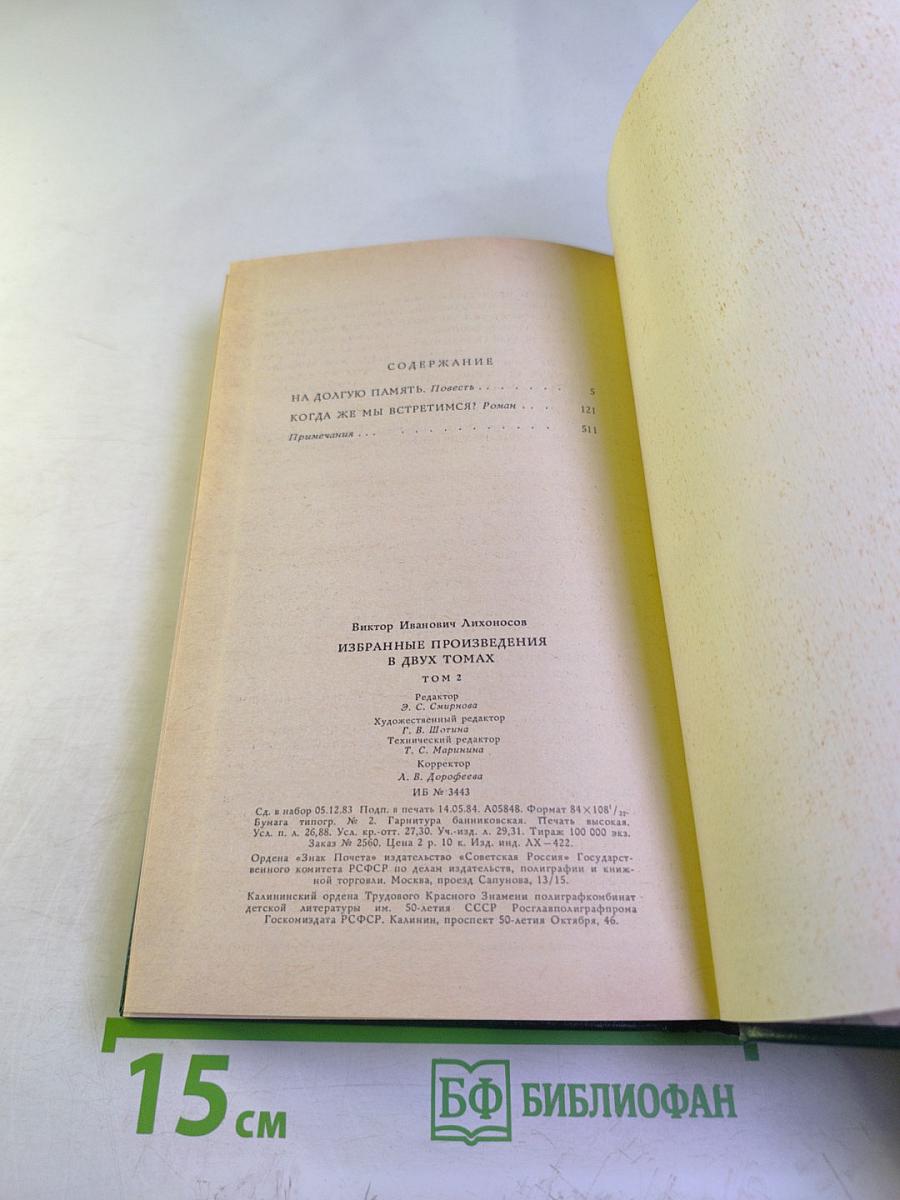 СОДЕРЖАНИЕ
НА ДОЛГУЮ ПАМЯТЬ. Повесть . . . . . . . 5
КОГДА ЖЕ МЫ ВСТРЕТИМСЯ? Роман . . . . 121
Примечания . . . . . . . . . . . . 511
Виктор Иванович Лихоносов
ИЗБРАННЫЕ ПРОИЗВЕДЕНИЯ
В ДВУХ ТОМАХ
ТОМ 2
Редактор
Э. С. Смирнова
Художественный редактор
Г. В. Шотина
Технический редактор
Т. С. Маринина
Корректор
Л. В. Дорофеева
ИБ № 3443
Сд. в набор 05.12.83 Подп. в печать 14.05.84. А05848. Формат 84×108¹/₃₂.
Бумага типогр. № 2. Гарнитура банниковская. Печать высокая.
Усл. п. л. 26,88. Усл. кр.-отт. 27,30. Уч.-изд. л. 29,31. Тираж 100 000 экз.
Заказ № 2560. Цена 2 р. 10 к. Изд. инд. ЛХ—422.
Ордена «Знак Почета» издательство «Советская Россия» Государст-
венного комитета РСФСР по делам издательств, полиграфии и книж-
ной торговли. Москва, проезд Сапунова, 13/15.
Калининский ордена Трудового Красного Знамени полиграфкомбинат
детской литературы им. 50-летия СССР Росглавполиграфпрома
Госкомиздата РСФСР. Калинин, проспект 50-летия Октября, 46.
15 см
БФ БИБЛИОФАН